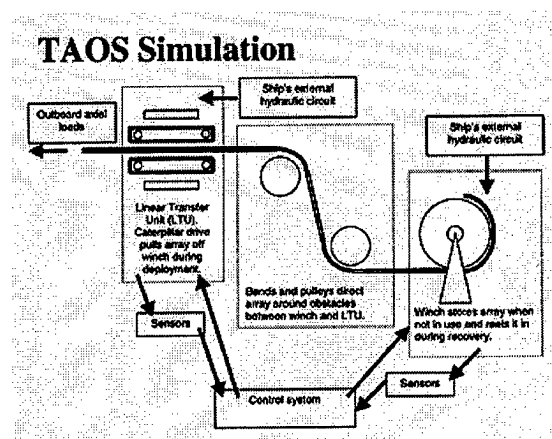 TAOS Simulation
Ship's external
hydraulic circuit
Outboard axial
loads
Ship's external
hydraulic circuit
Linear Transfer
Unit (LTU).
Caterpillar drive
pulls array off
winch during
deployment.
Bends and pulleys direct
array around obstacles
between winch and LTU.
Winch stores array when
not in use and reels it in
during recovery.
Sensors
Sensors
Control system